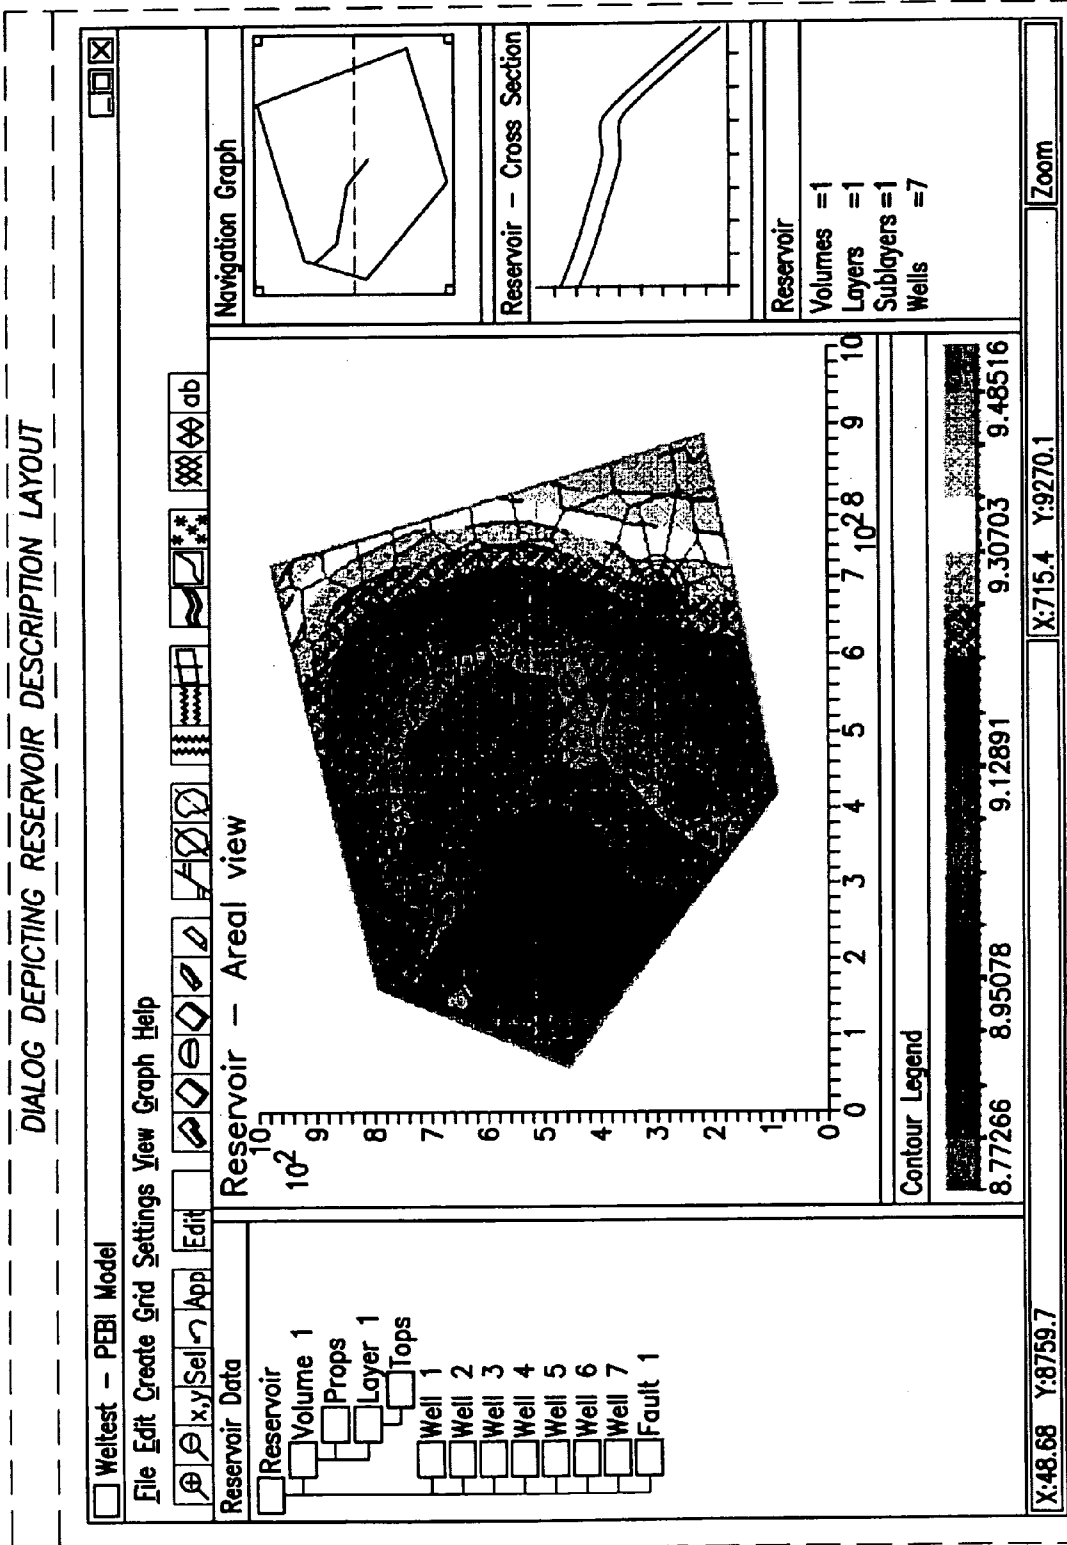 DIALOG DEPICTING RESERVOIR DESCRIPTION LAYOUT
Weltest - PEBI Model
File Edit Create Grid Settings View Graph Help
x,y Sel App Edit ab
Reservoir Data
Reservoir
Volume 1
Props
Layer 1
Tops
Well 1
Well 2
Well 3
Well 4
Well 5
Well 6
Well 7
Fault 1
Reservoir - Areal view
10
10²
9
8
7
6
5
4
3
2
1
0
0 1 2 3 4 5 6 7 10² 8 9 10
Contour Legend
8.77266 8.95078 9.12891 9.30703 9.48516
Navigation Graph
Reservoir - Cross Section
Reservoir
Volumes =1
Layers =1
Sublayers =1
Wells =7
X:48.68 Y:8759.7
X:715.4 Y:9270.1
Zoom